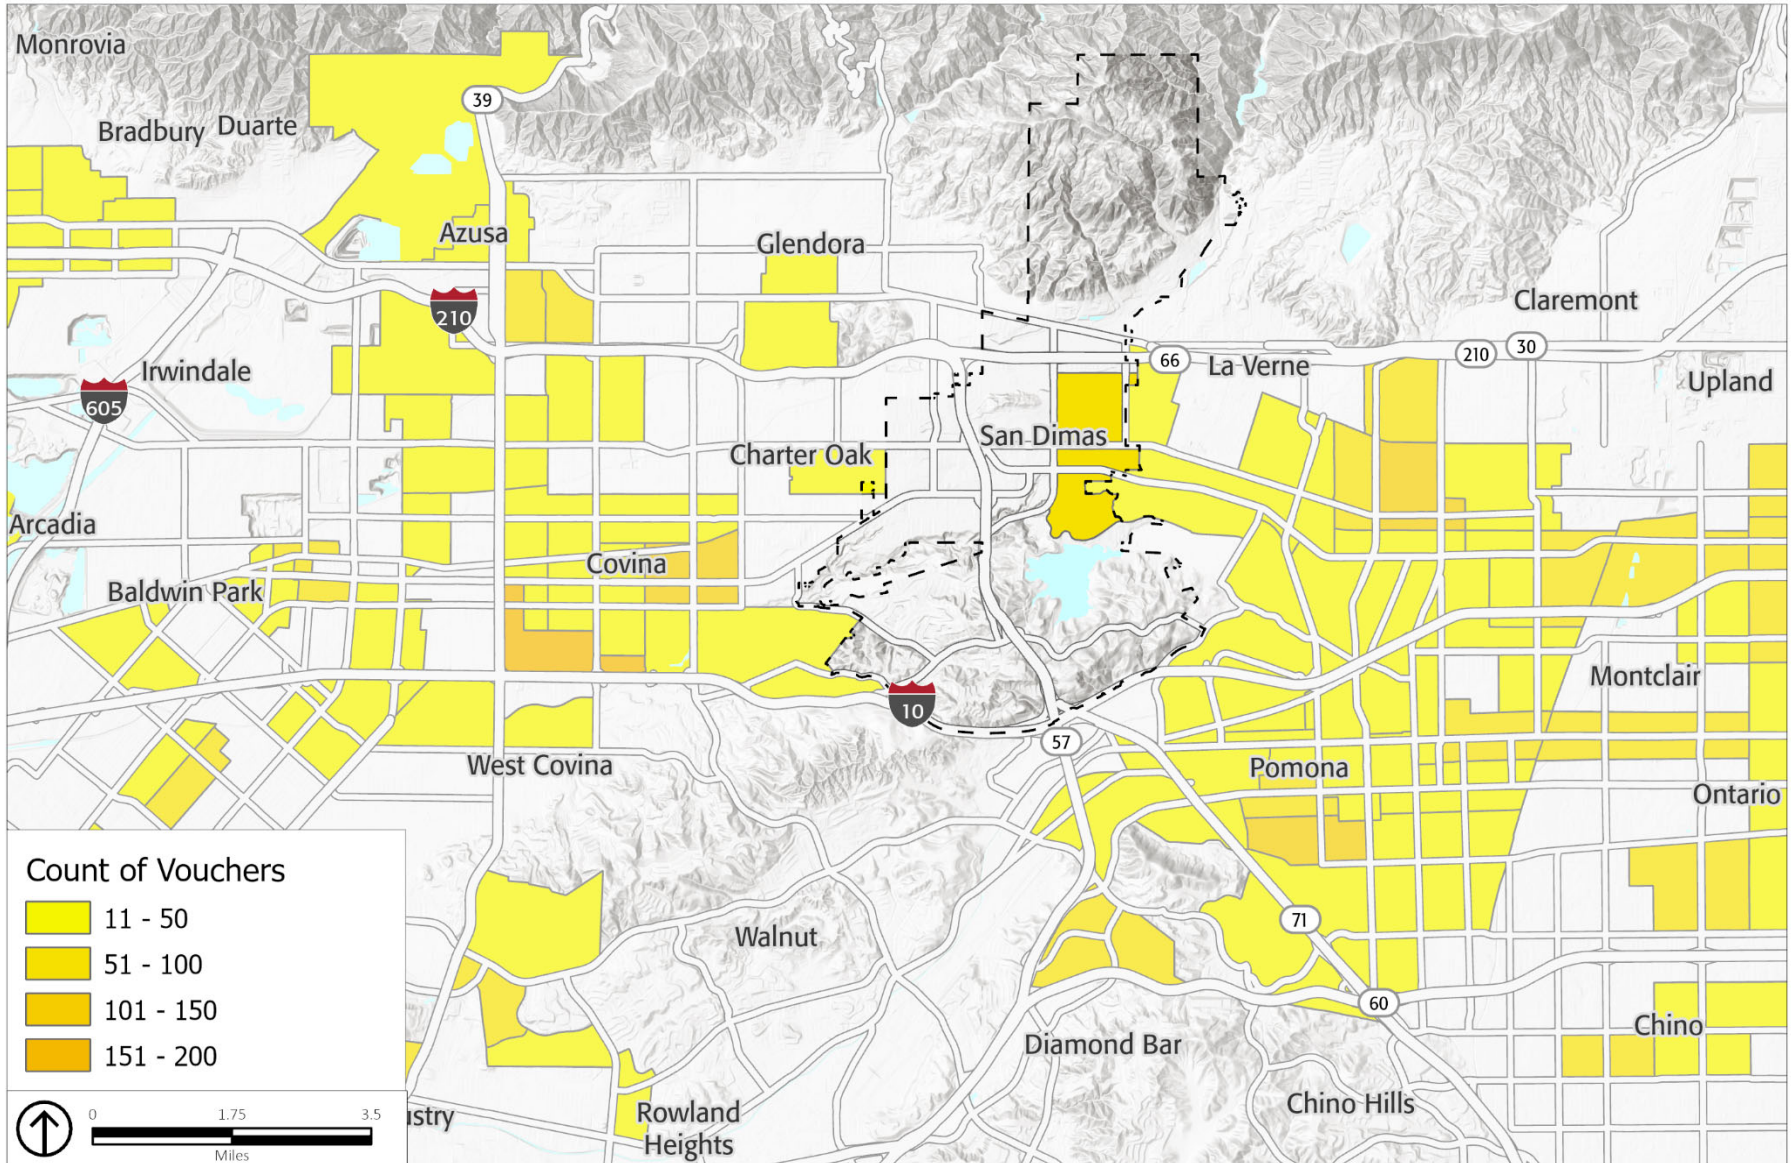 Monrovia
39
Bradbury
Duarte
Azusa
Glendora
Claremont
210
66
210
30
Irwindale
La Verne
Upland
605
San Dimas
Charter Oak
Arcadia
Covina
Baldwin Park
Montclair
10
57
West Covina
Pomona
Ontario
Count of Vouchers
11 - 50
51 - 100
101 - 150
151 - 200
71
Walnut
60
Chino
Diamond Bar
Chino Hills
ustry
Rowland
Heights
0 1.75 3.5
Miles